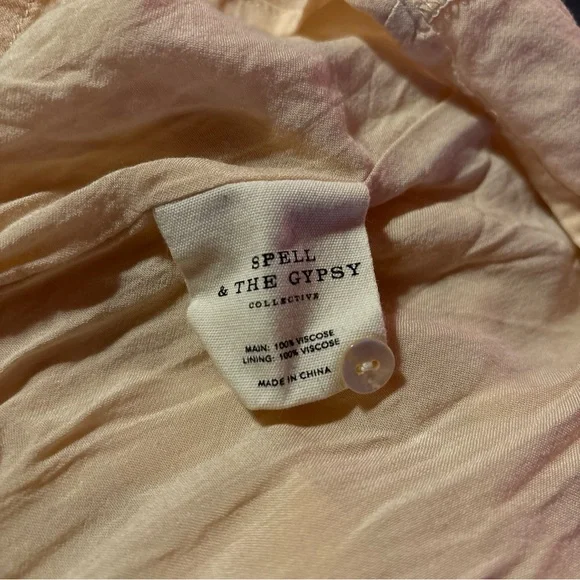 SPELL
& THE GYPSY
COLLECTIVE
MAIN: 100% VISCOSE
LINING: 100% VISCOSE
MADE IN CHINA